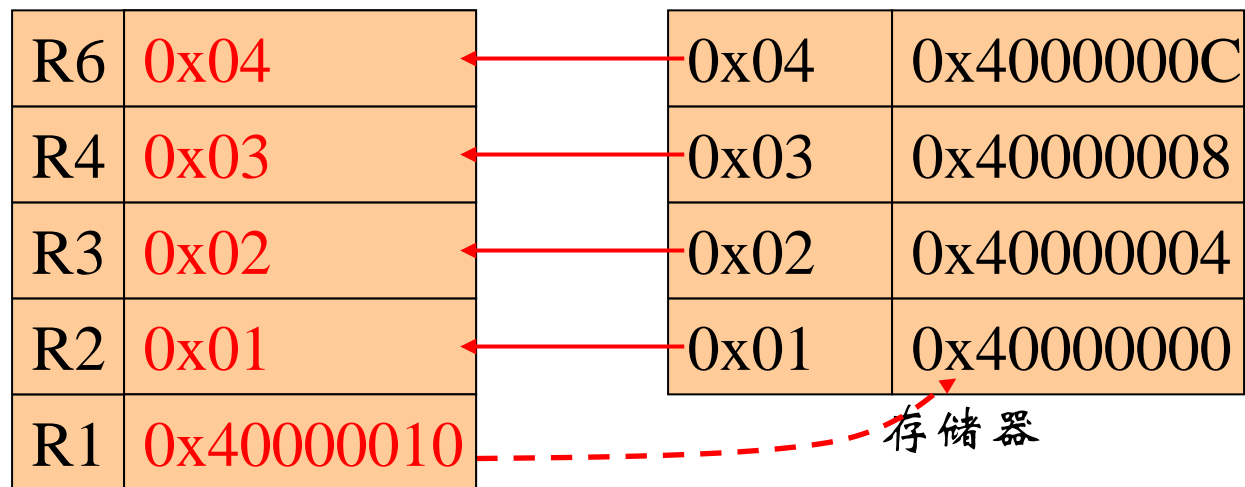 R6 0x04 0x04 0x4000000C
R4 0x03 0x03 0x40000008
R3 0x02 0x02 0x40000004
R2 0x01 0x01 0x40000000
R1 0x40000010
存储器